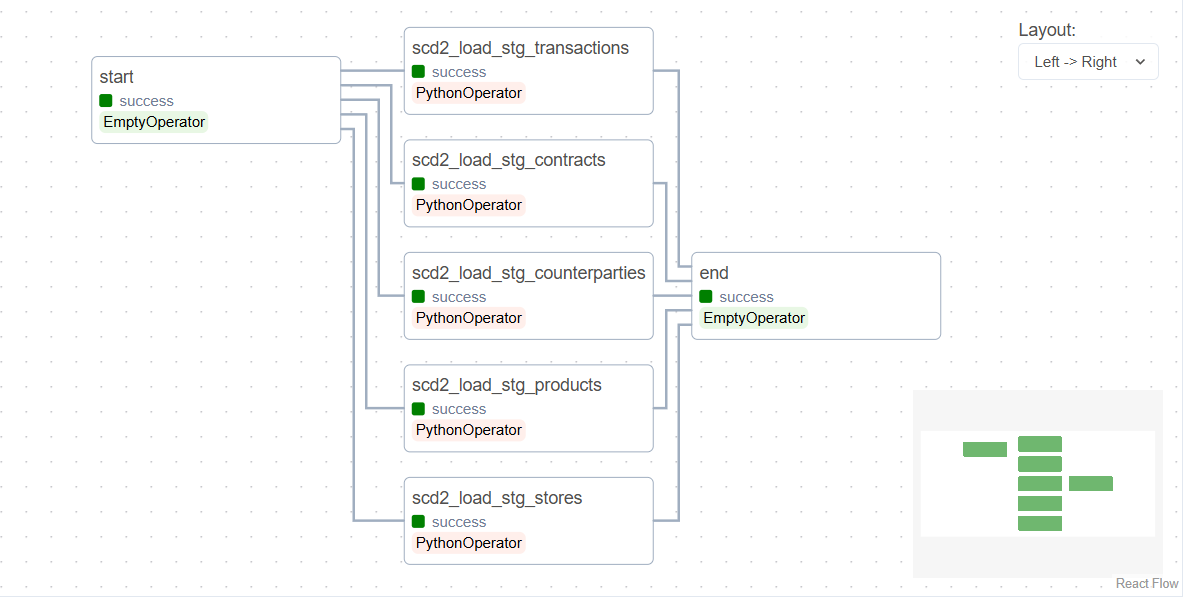 start
success
EmptyOperator
scd2_load_stg_transactions
success
PythonOperator
scd2_load_stg_contracts
success
PythonOperator
scd2_load_stg_counterparties
success
PythonOperator
scd2_load_stg_products
success
PythonOperator
scd2_load_stg_stores
success
PythonOperator
end
success
EmptyOperator
Layout:
Left -> Right
React Flow